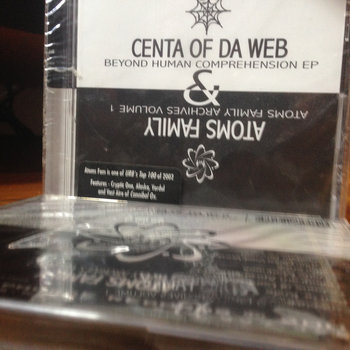 CENTA OF DA WEB
BEYOND HUMAN COMPREHENSION EP
&
ATOMS FAMILY ARCHIVES VOLUME 1
ATOMS FAMILY
Atoms Fam is one of URB's Top 100 of 2002
Features - Cryptic One, Alaska, Vordul
and Vast Aire of Cannibal Ox.